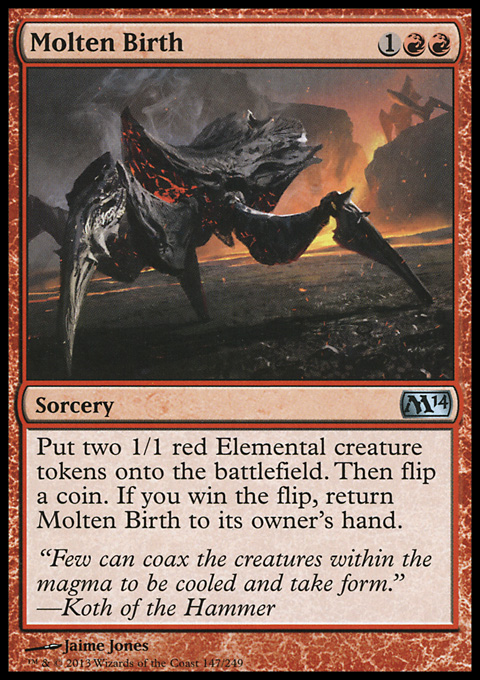 Molten Birth 1
Sorcery M14
Put two 1/1 red Elemental creature
tokens onto the battlefield. Then flip
a coin. If you win the flip, return
Molten Birth to its owner's hand.
“Few can coax the creatures within the
magma to be cooled and take form.”
—Koth of the Hammer
Jaime Jones
™ & © 2013 Wizards of the Coast 147/249